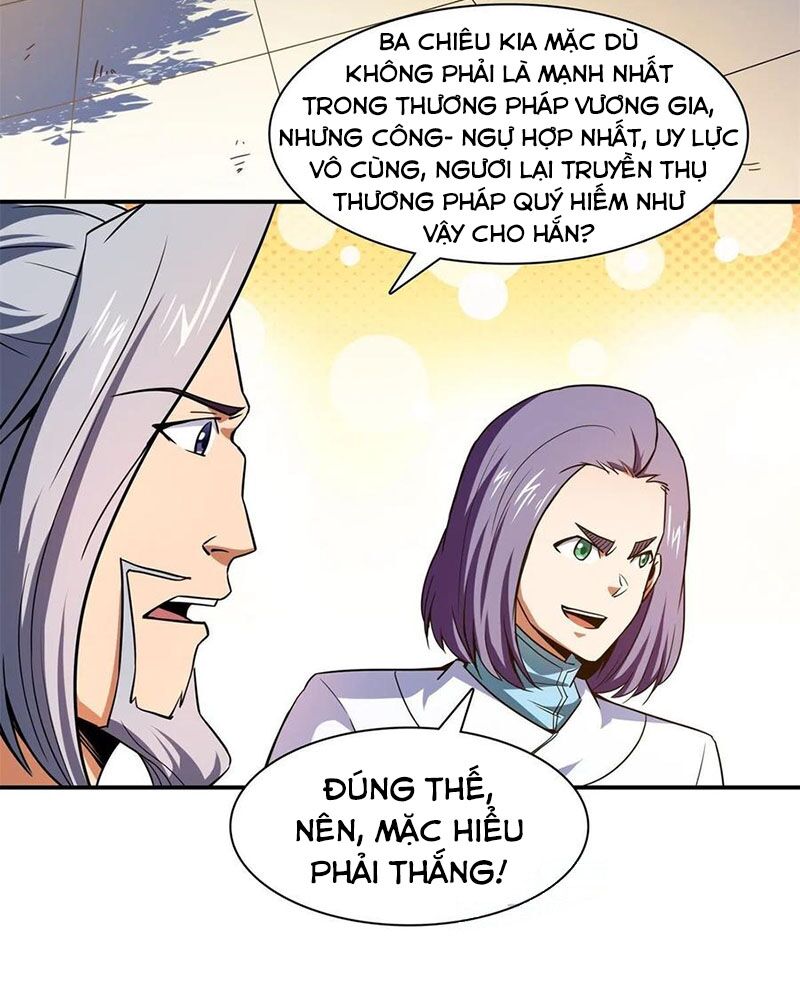 BA CHIÊU KIA MẶC DÙ
KHÔNG PHẢI LÀ MẠNH NHẤT
TRONG THƯƠNG PHÁP VƯƠNG GIA,
NHƯNG CÔNG- NGỰ HỢP NHẤT, UY LỰC
VÔ CÙNG, NGƯƠI LẠI TRUYỀN THỤ
THƯƠNG PHÁP QUÝ HIẾM NHƯ
VẬY CHO HẮN?
ĐÚNG THẾ,
NÊN, MẶC HIỂU
PHẢI THẮNG!